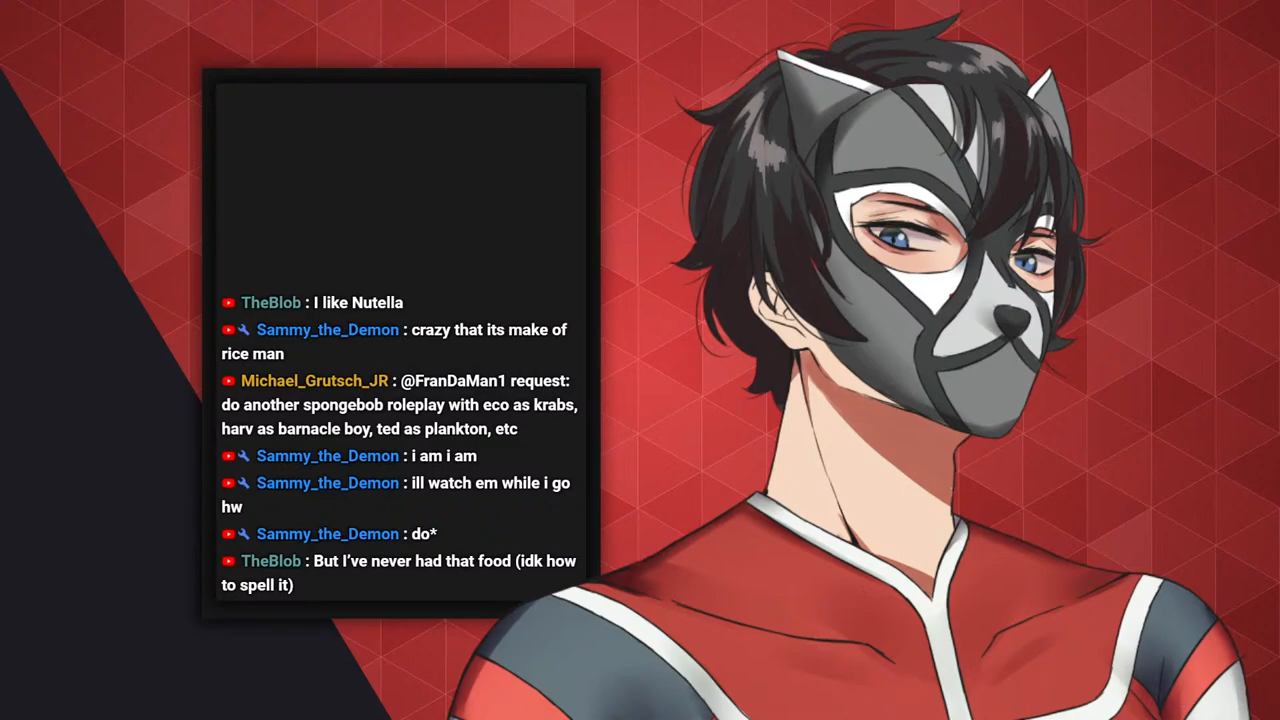 TheBlob : I like Nutella
Sammy_the_Demon : crazy that its make of
rice man
Michael_Grutsch_JR : @FranDaMan1 request:
do another spongebob roleplay with eco as krabs,
harv as barnacle boy, ted as plankton, etc
Sammy_the_Demon : i am i am
Sammy_the_Demon : ill watch em while i go
hw
Sammy_the_Demon : do*
TheBlob : But I’ve never had that food (idk how
to spell it)